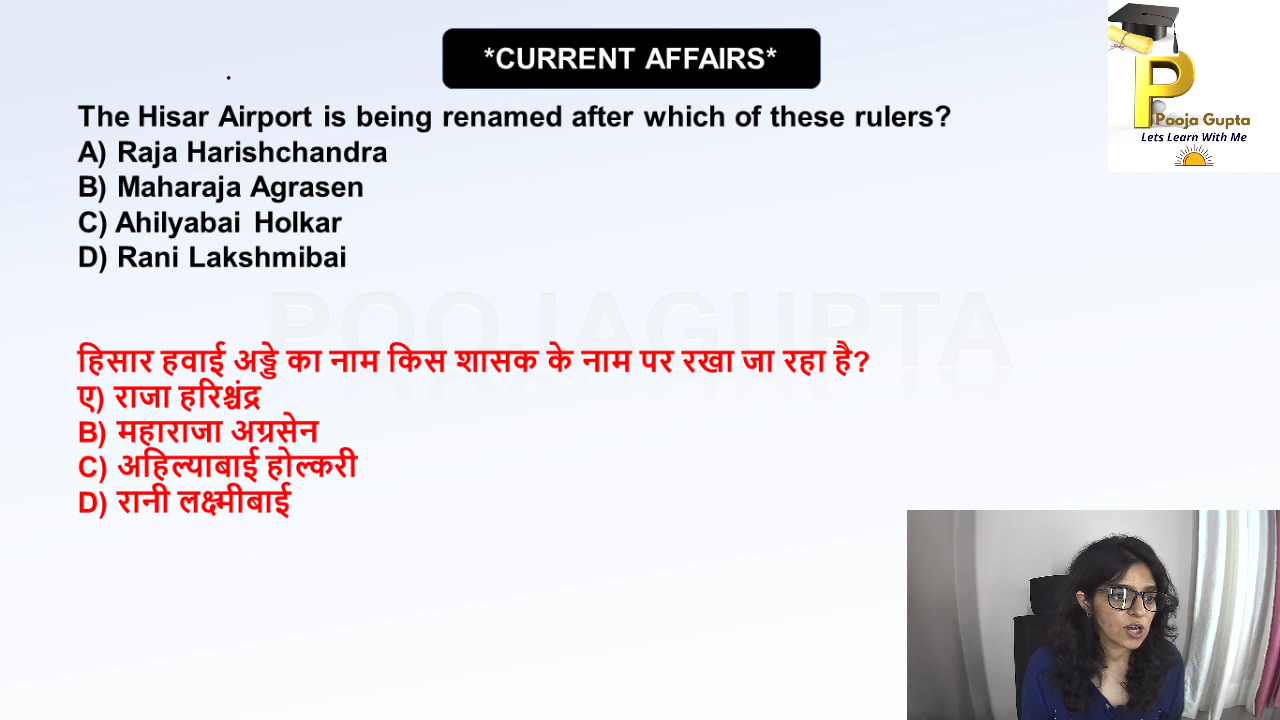 *CURRENT AFFAIRS*
P
Pooja Gupta
Lets Learn With Me
The Hisar Airport is being renamed after which of these rulers?
A) Raja Harishchandra
B) Maharaja Agrasen
C) Ahilyabai Holkar
D) Rani Lakshmibai
POOJAGUPTA
हिसार हवाई अड्डे का नाम किस शासक के नाम पर रखा जा रहा है?
ए) राजा हरिश्चंद्र
B) महाराजा अग्रसेन
C) अहिल्याबाई होल्करी
D) रानी लक्ष्मीबाई